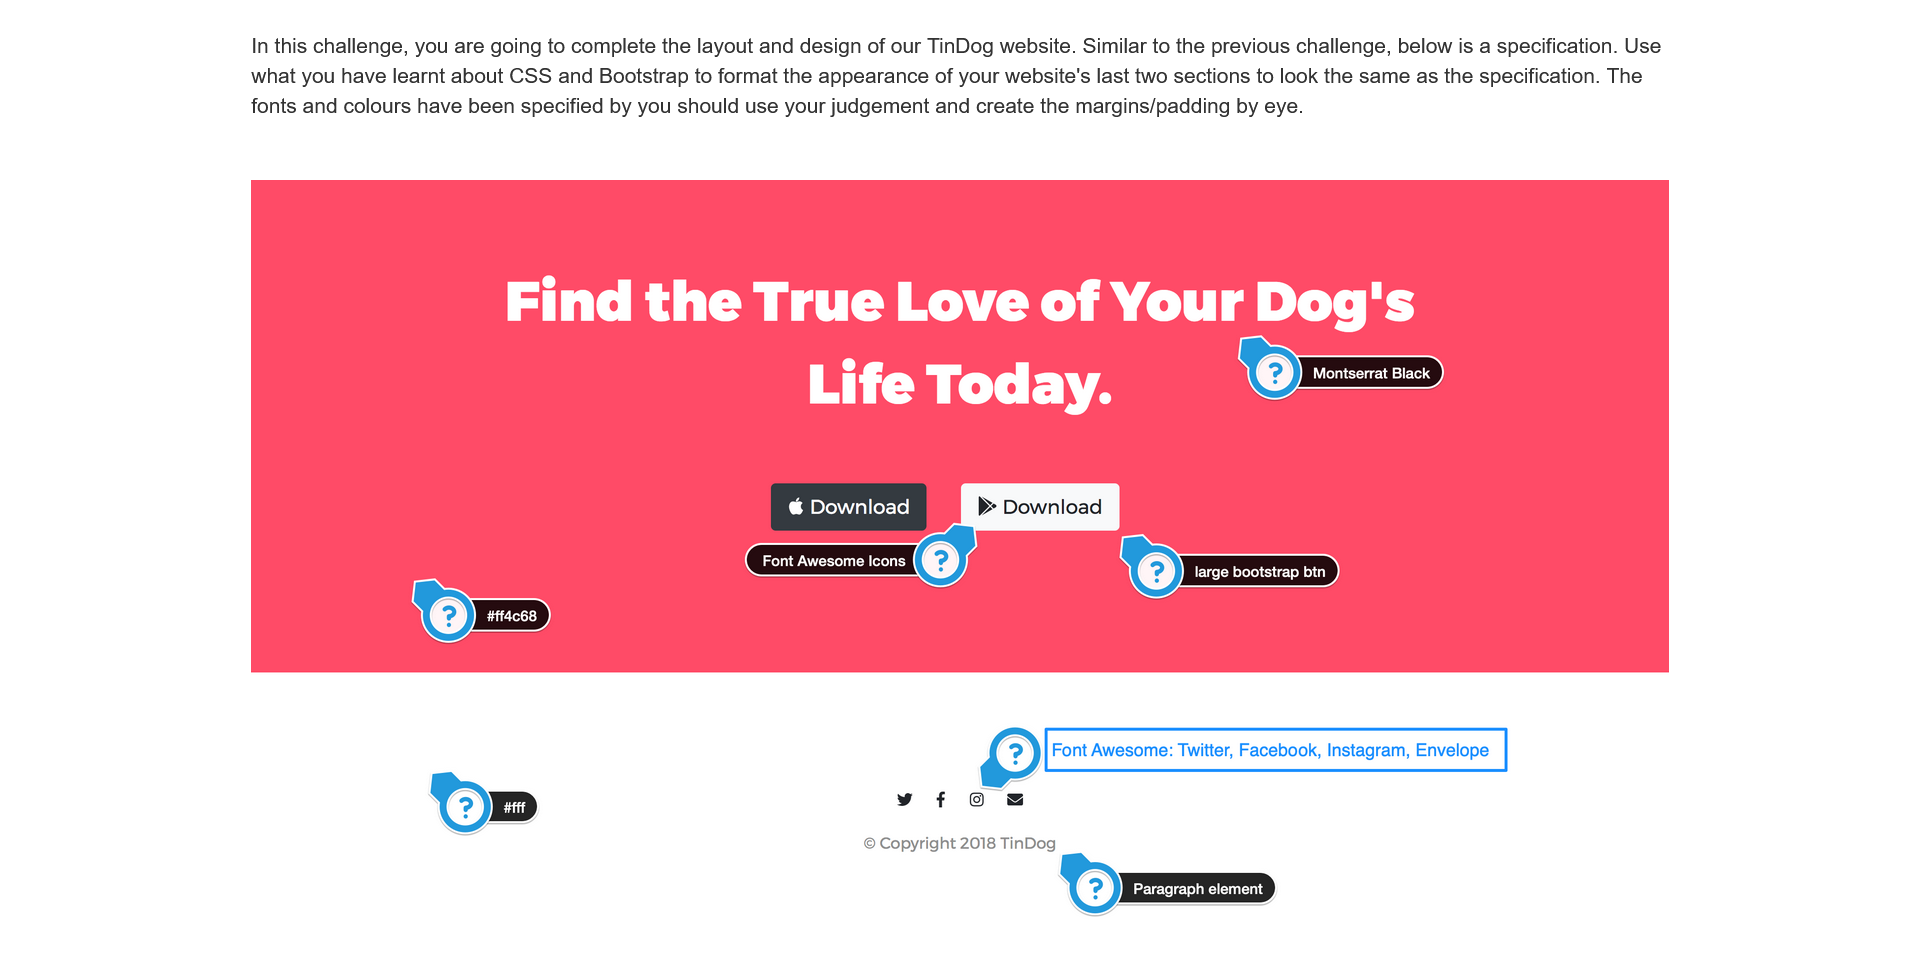 In this challenge, you are going to complete the layout and design of our TinDog website. Similar to the previous challenge, below is a specification. Use
what you have learnt about CSS and Bootstrap to format the appearance of your website's last two sections to look the same as the specification. The
fonts and colours have been specified by you should use your judgement and create the margins/padding by eye.
Find the True Love of Your Dog's
Life Today.
? Montserrat Black
Download
Download
Font Awesome Icons ?
? large bootstrap btn
? #ff4c68
? Font Awesome: Twitter, Facebook, Instagram, Envelope
? #fff
© Copyright 2018 TinDog
? Paragraph element